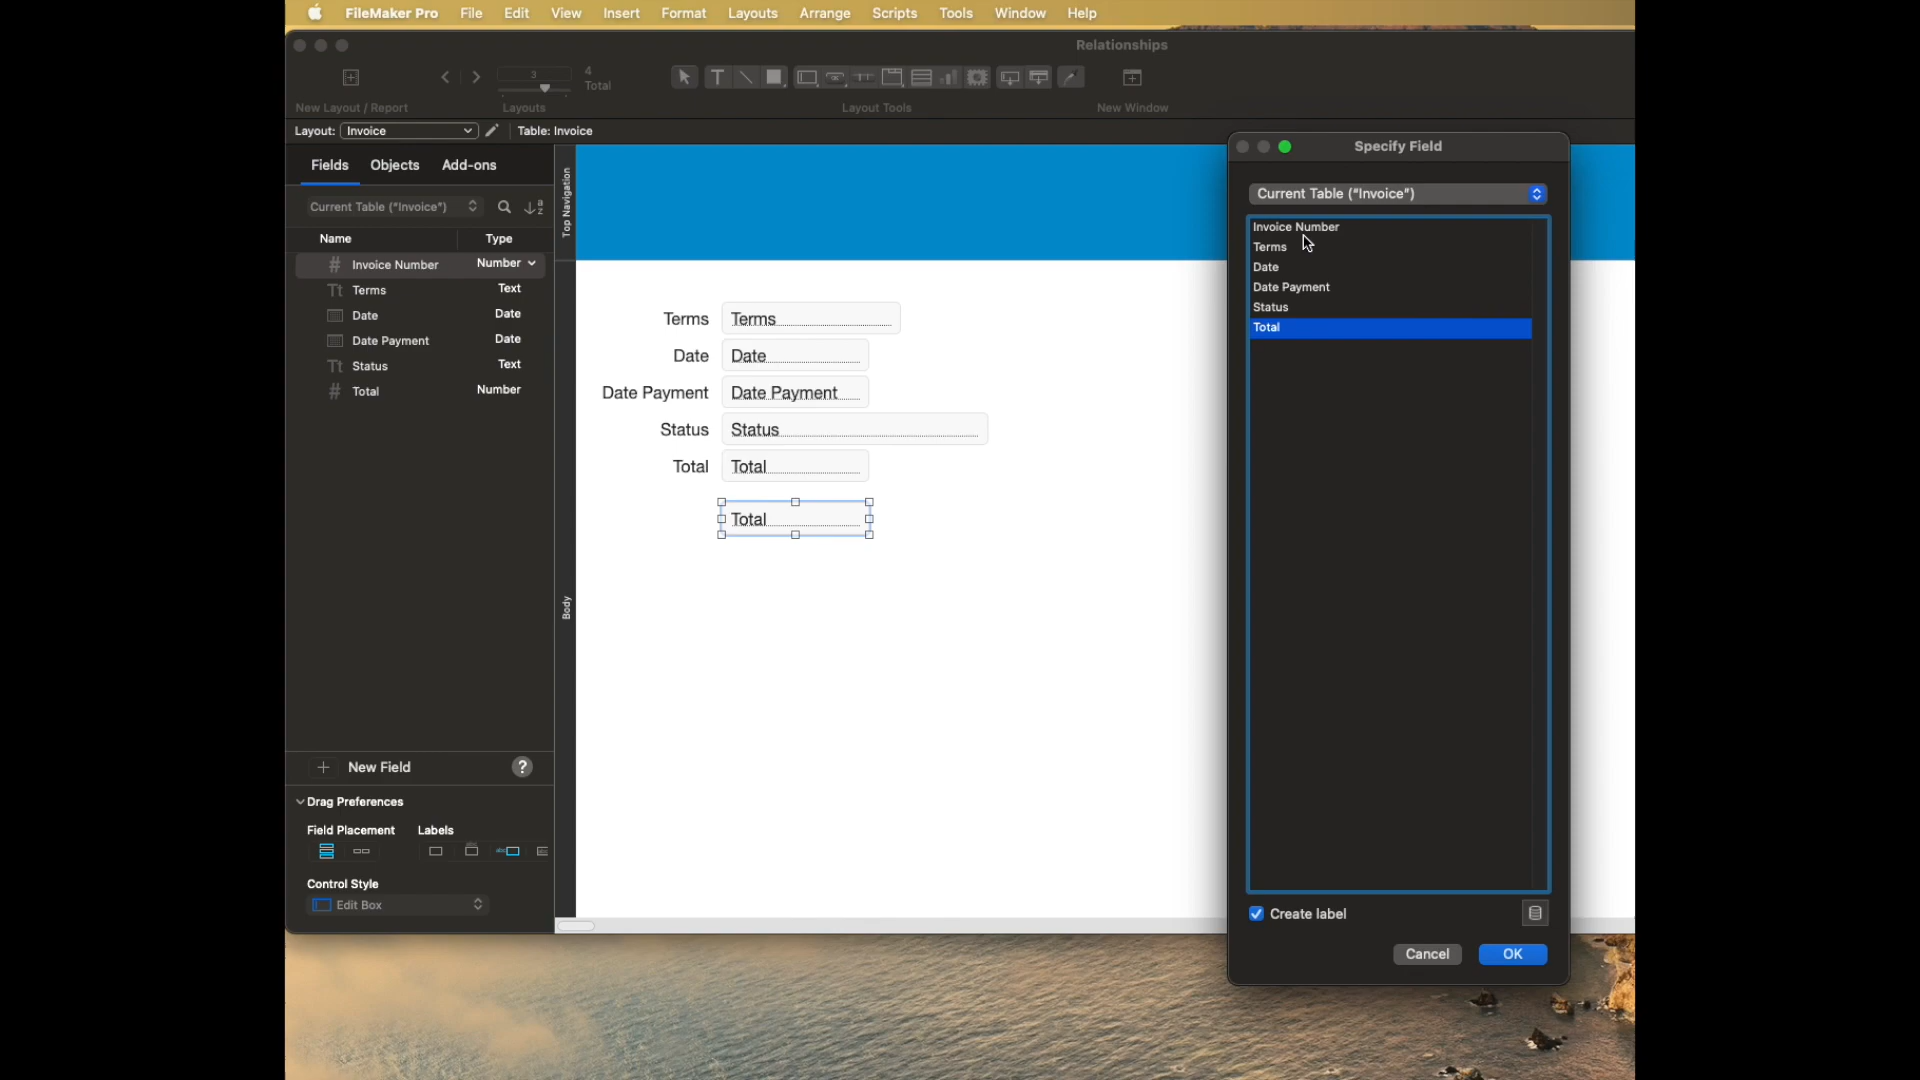 FileMaker Pro File Edit View Insert Format Layouts Arrange Scripts Tools Window Help
Relationships
3
4
Total
New Layout / Report
Layouts
Layout Tools
New Window
Layout: Invoice
Table: Invoice
Fields Objects Add-ons
Current Table ("Invoice")
Name Type
Invoice Number Number
Terms Text
Date Date
Date Payment Date
Status Text
Total Number
New Field
?
Drag Preferences
Field Placement Labels
Control Style
Edit Box
Top Navigation
Body
Terms Terms
Date Date
Date Payment Date Payment
Status Status
Total Total
Total
Specify Field
Current Table ("Invoice")
Invoice Number
Terms
Date
Date Payment
Status
Total
Create label
Cancel OK